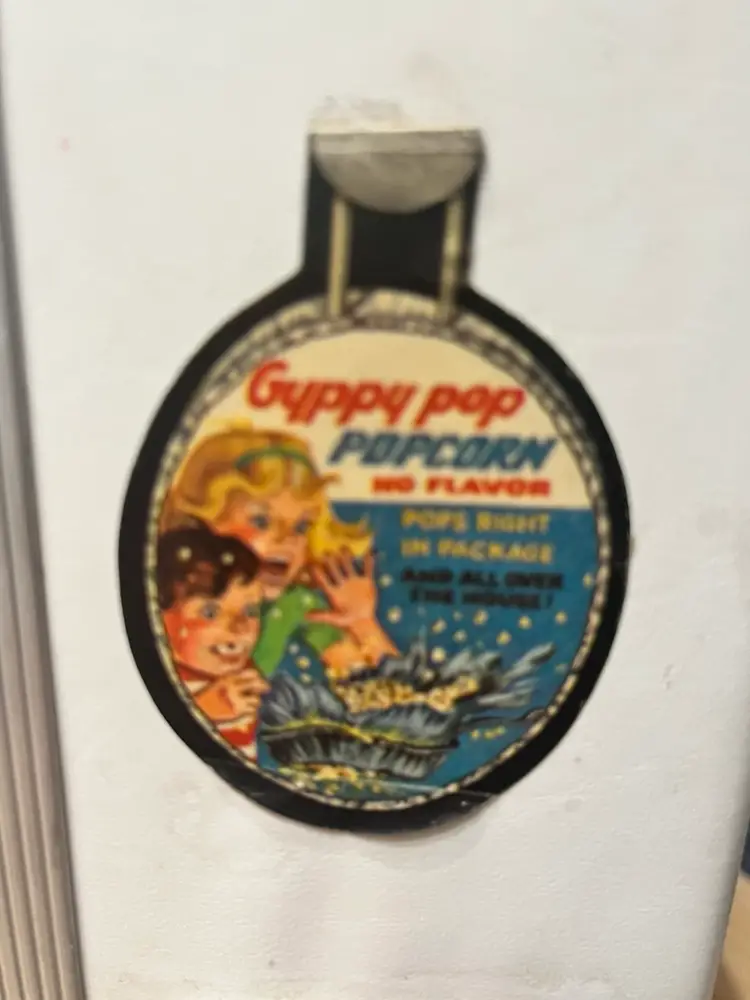 Gyppy pop
POPCORN
NO FLAVOR
POPS RIGHT
IN PACKAGE
AND ALL OVER
THE HOUSE!